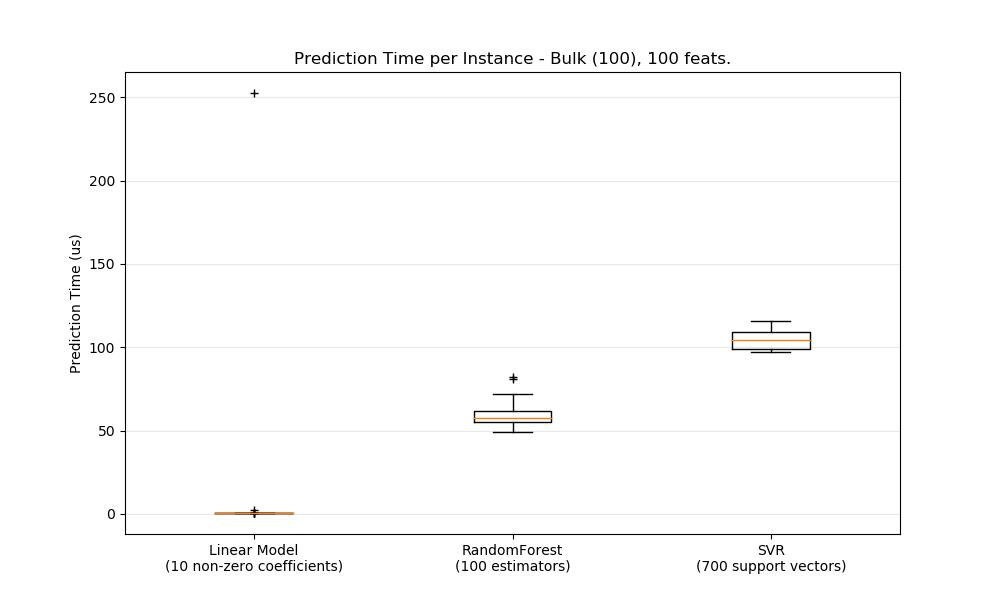 Prediction Time per Instance - Bulk (100), 100 feats.
Prediction Time (us)
250
200
150
100
50
0
Linear Model
(10 non-zero coefficients)
RandomForest
(100 estimators)
SVR
(700 support vectors)